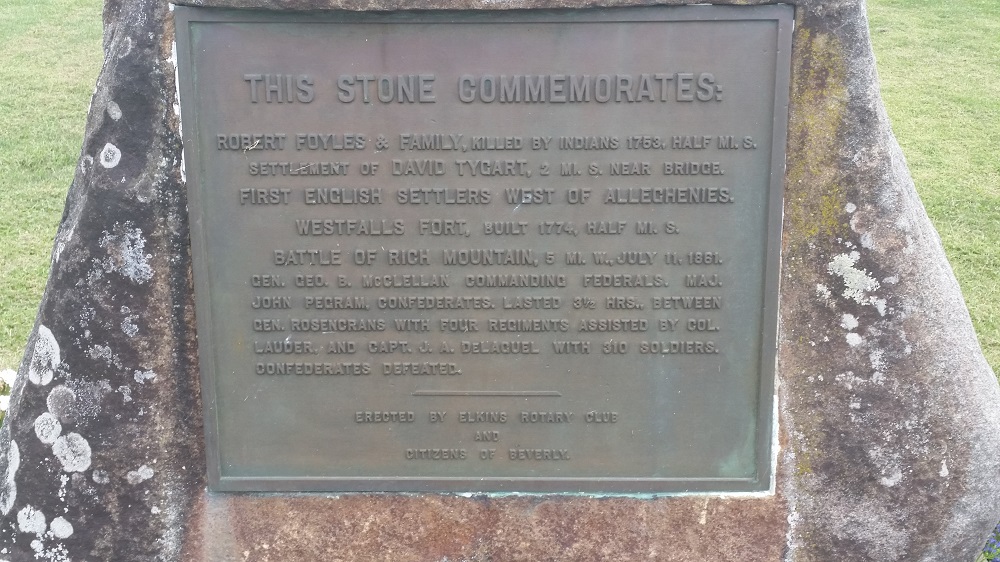 THIS STONE COMMEMORATES:
ROBERT FOYLES & FAMILY, KILLED BY INDIANS 1753, HALF MI. S.
SETTLEMENT OF DAVID TYGART, 2 MI. S. NEAR BRIDGE.
FIRST ENGLISH SETTLERS WEST OF ALLEGHENIES.
WESTFALLS FORT, BUILT 1774, HALF MI. S.
BATTLE OF RICH MOUNTAIN, 5 MI. W., JULY 11, 1861.
GEN. GEO. B. MCCLELLAN COMMANDING FEDERALS. MAJ.
JOHN PEGRAM, CONFEDERATES. LASTED 3½ HRS., BETWEEN
GEN. ROSENCRANS WITH FOUR REGIMENTS ASSISTED BY COL.
LAUDER, AND CAPT. J. A. DELAQUEL WITH 310 SOLDIERS.
CONFEDERATES DEFEATED.
ERECTED BY ELKINS ROTARY CLUB
AND
CITIZENS OF BEVERLY.